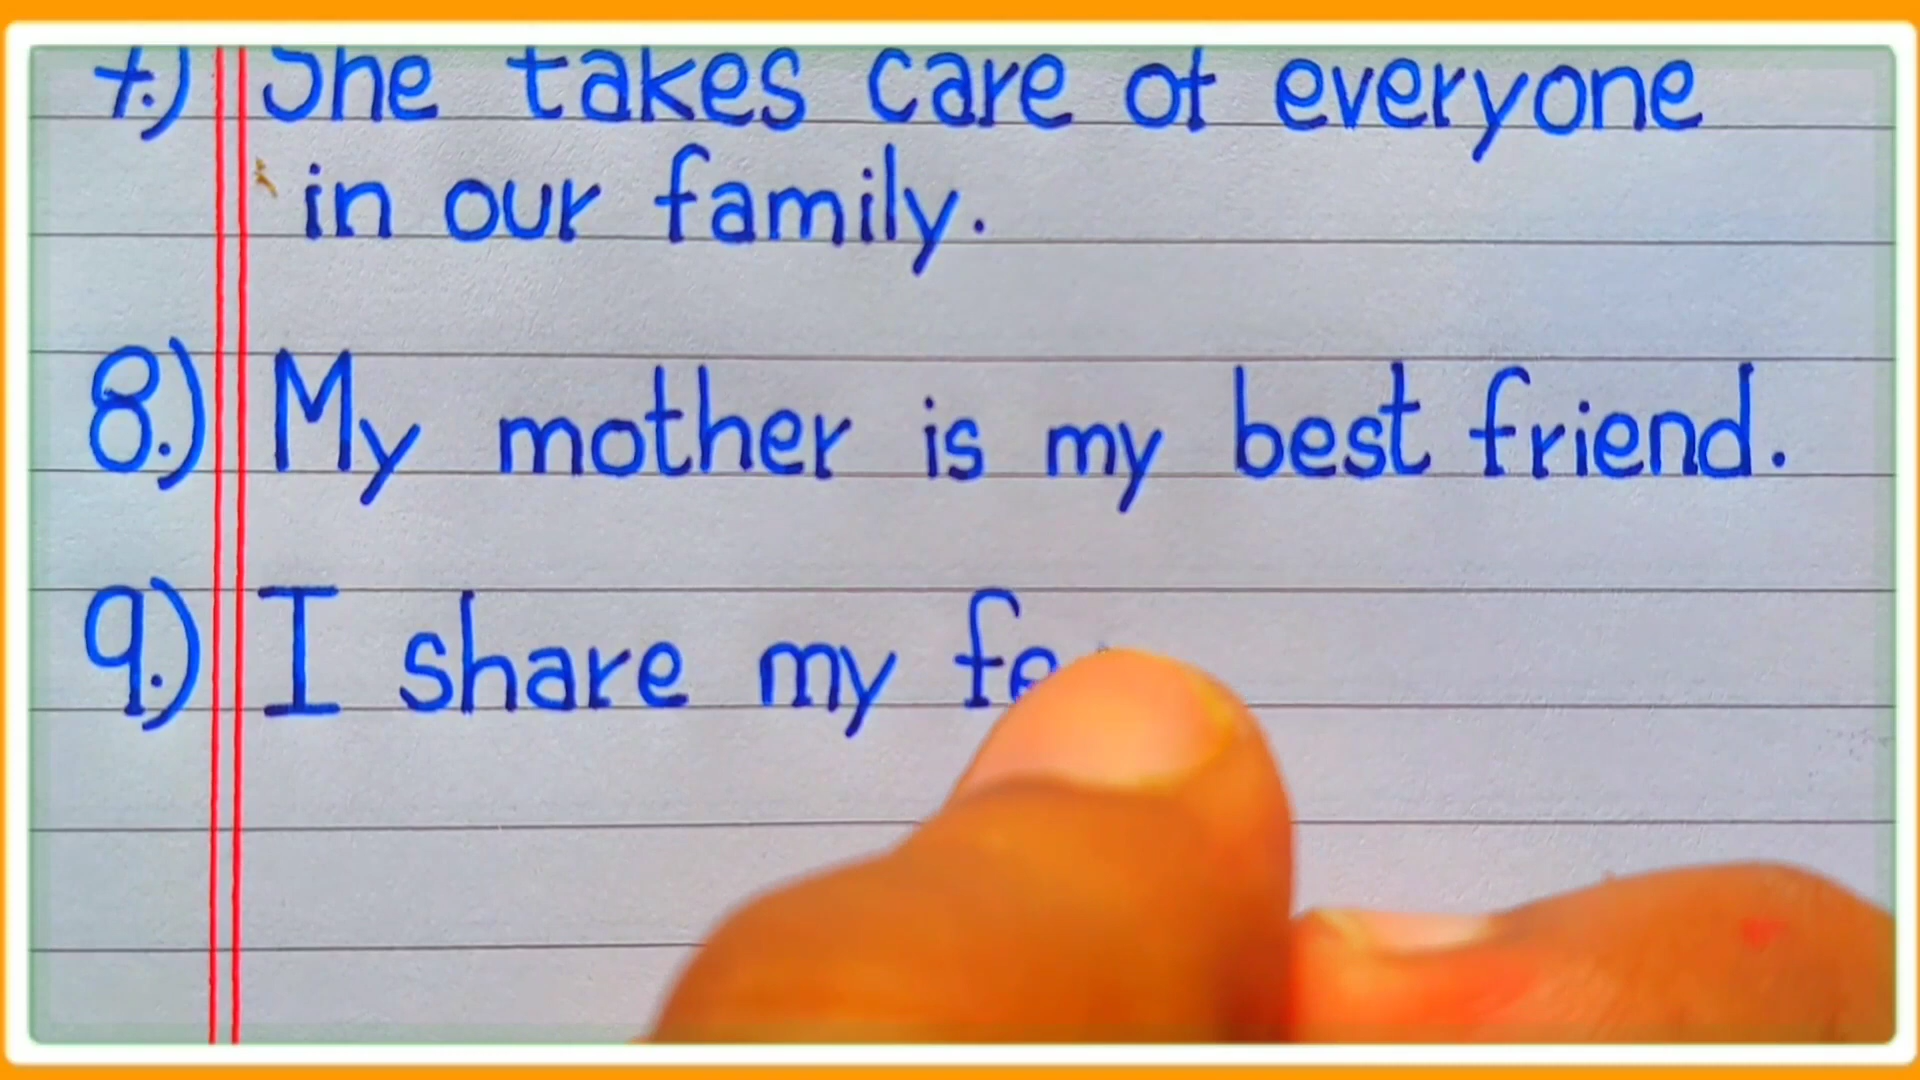 7.) She takes care of everyone
in our family.
8.) My mother is my best friend.
9.) I share my fe